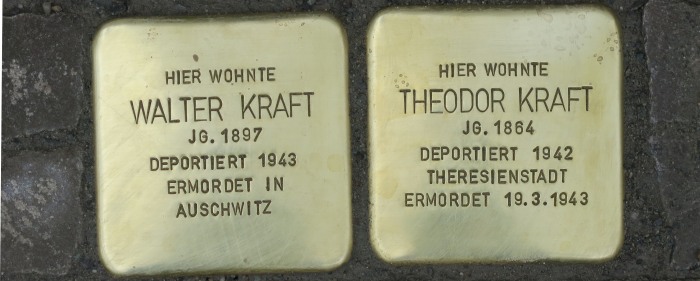 HIER WOHNTE
WALTER KRAFT
JG. 1897
DEPORTIERT 1943
ERMORDET IN
AUSCHWITZ
HIER WOHNTE
THEODOR KRAFT
JG. 1864
DEPORTIERT 1942
THERESIENSTADT
ERMORDET 19.3.1943